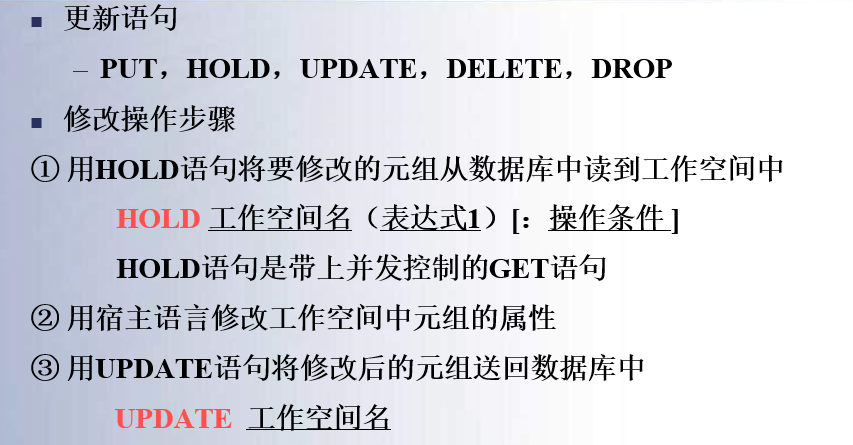 ▪ 更新语句
– PUT，HOLD，UPDATE，DELETE，DROP
▪ 修改操作步骤
① 用HOLD语句将要修改的元组从数据库中读到工作空间中
HOLD 工作空间名（表达式1）[：操作条件 ]
HOLD语句是带上并发控制的GET语句
② 用宿主语言修改工作空间中元组的属性
③ 用UPDATE语句将修改后的元组送回数据库中
UPDATE 工作空间名